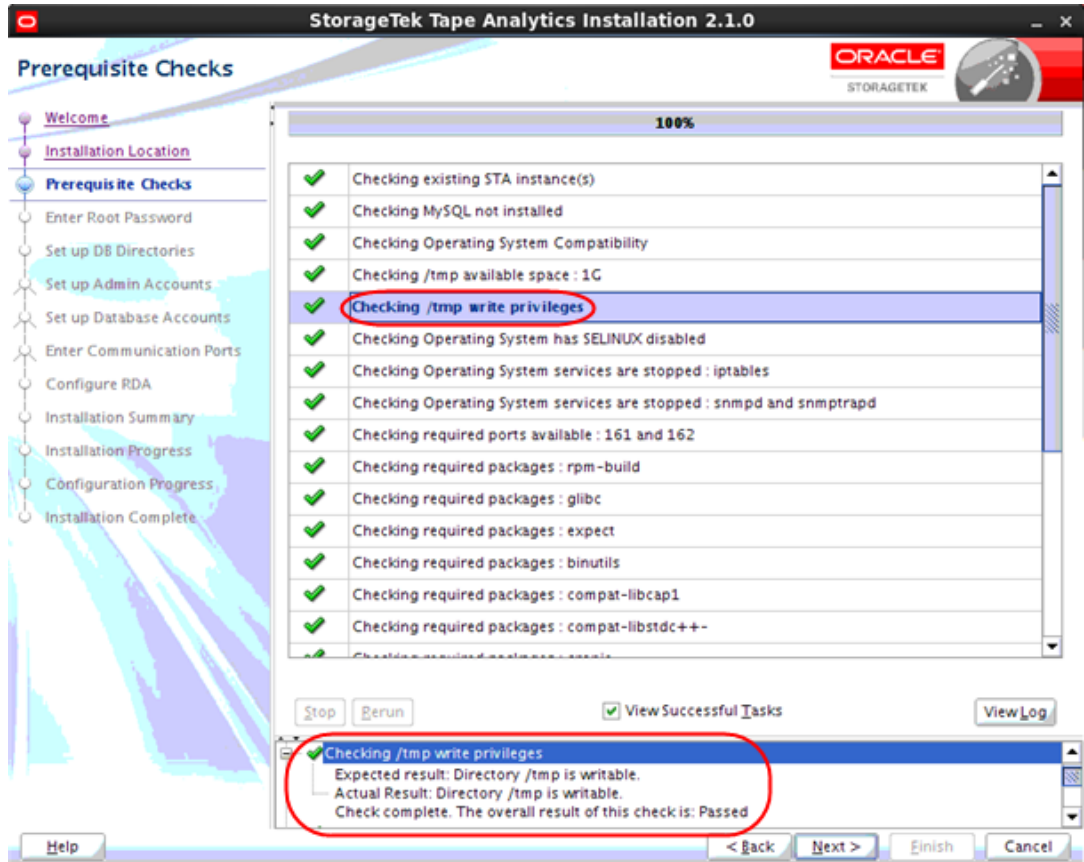 StorageTek Tape Analytics Installation 2.1.0
Prerequisite Checks
ORACLE
STORAGETEK
Welcome
Installation Location
Prerequisite Checks
Enter Root Password
Set up DB Directories
Set up Admin Accounts
Set up Database Accounts
Enter Communication Ports
Configure RDA
Installation Summary
Installation Progress
Configuration Progress
Installation Complete
100%
Checking existing STA instance(s)
Checking MySQL not installed
Checking Operating System Compatibility
Checking /tmp available space : 1G
Checking /tmp write privileges
Checking Operating System has SELINUX disabled
Checking Operating System services are stopped : iptables
Checking Operating System services are stopped : snmpd and snmptrapd
Checking required ports available : 161 and 162
Checking required packages : rpm-build
Checking required packages : glibc
Checking required packages : expect
Checking required packages : binutils
Checking required packages : compat-libcap1
Checking required packages : compat-libstdc++-
Stop Rerun View Successful Tasks View Log
Checking /tmp write privileges
Expected result: Directory /tmp is writable.
Actual Result: Directory /tmp is writable.
Check complete. The overall result of this check is: Passed
Help < Back Next > Finish Cancel